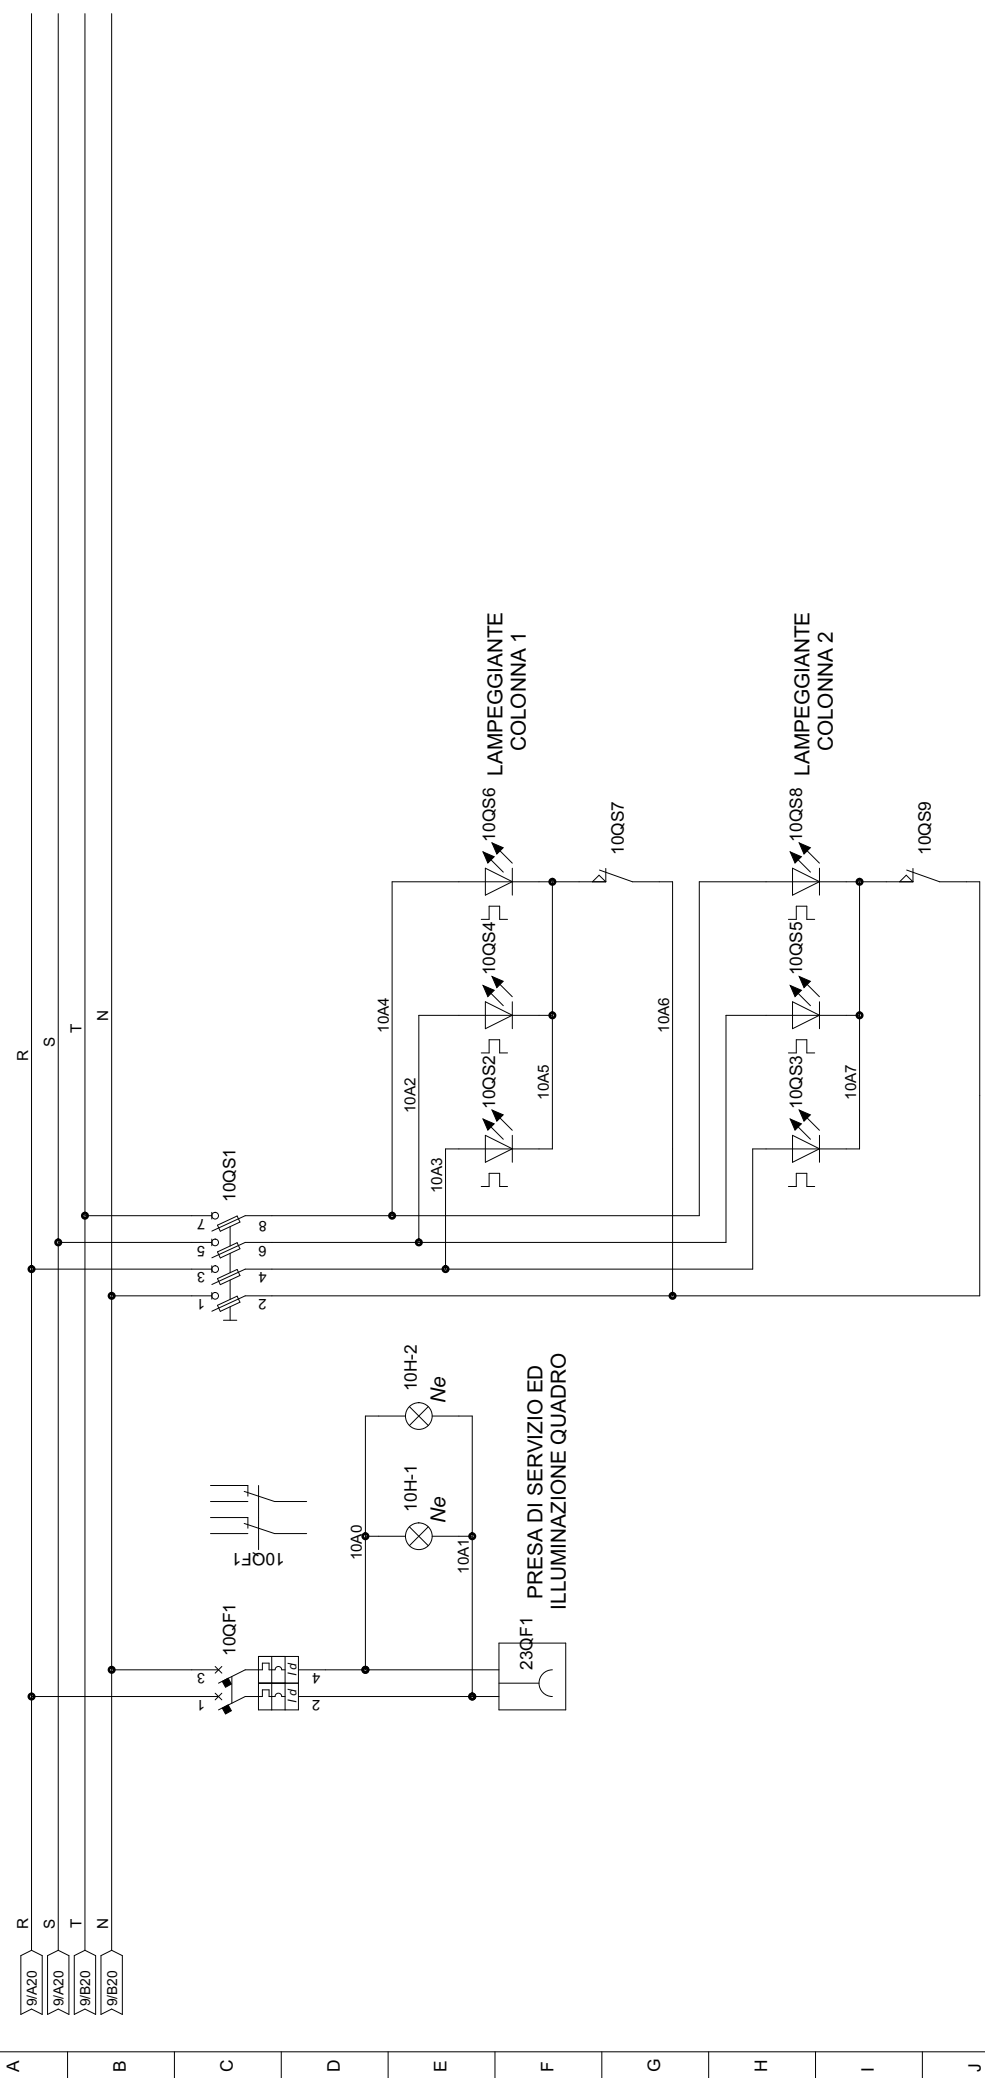 A
B
C
D
E
F
G
H
I
J
9/A20
9/A20
9/B20
9/B20
R
S
T
N
R
S
T
N
10QF1
1
3
Id
Id
2
4
10QF1
10A0
10A1
10H-1
Ne
10H-2
Ne
23QF1
PRESA DI SERVIZIO ED
ILLUMINAZIONE QUADRO
10QS1
1
3
5
7
2
4
6
8
10A4
10A2
10A3
10QS2
10QS4
10QS6
LAMPEGGIANTE
COLONNA 1
10A5
10QS7
10A6
10QS3
10QS5
10QS8
LAMPEGGIANTE
COLONNA 2
10A7
10QS9